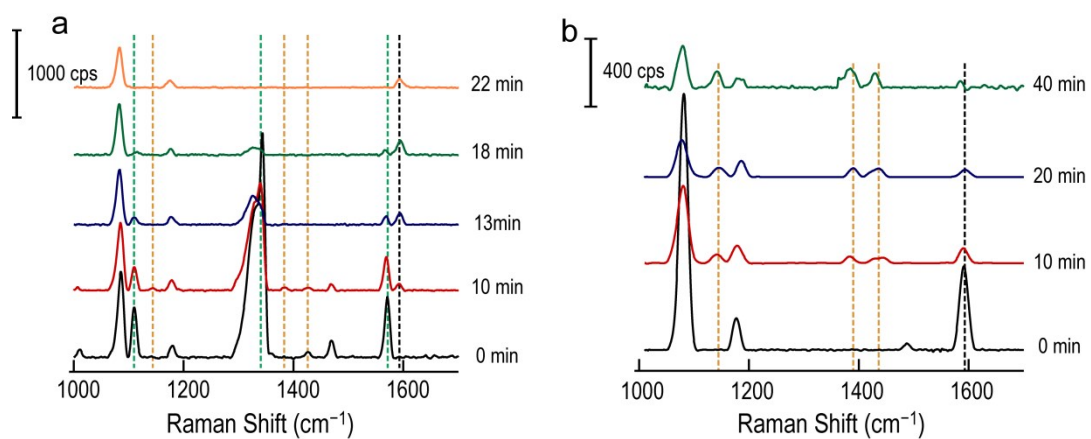 a
1000 cps
22 min
18 min
13min
10 min
0 min
1000 1200 1400 1600
Raman Shift (cm⁻¹)
b
400 cps
40 min
20 min
10 min
0 min
1000 1200 1400 1600
Raman Shift (cm⁻¹)